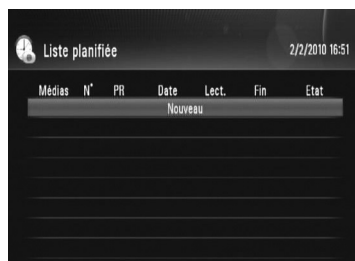 Liste planifiée 2/2/2010 16:51
Médias N° PR Date Lect. Fin Etat
Nouveau